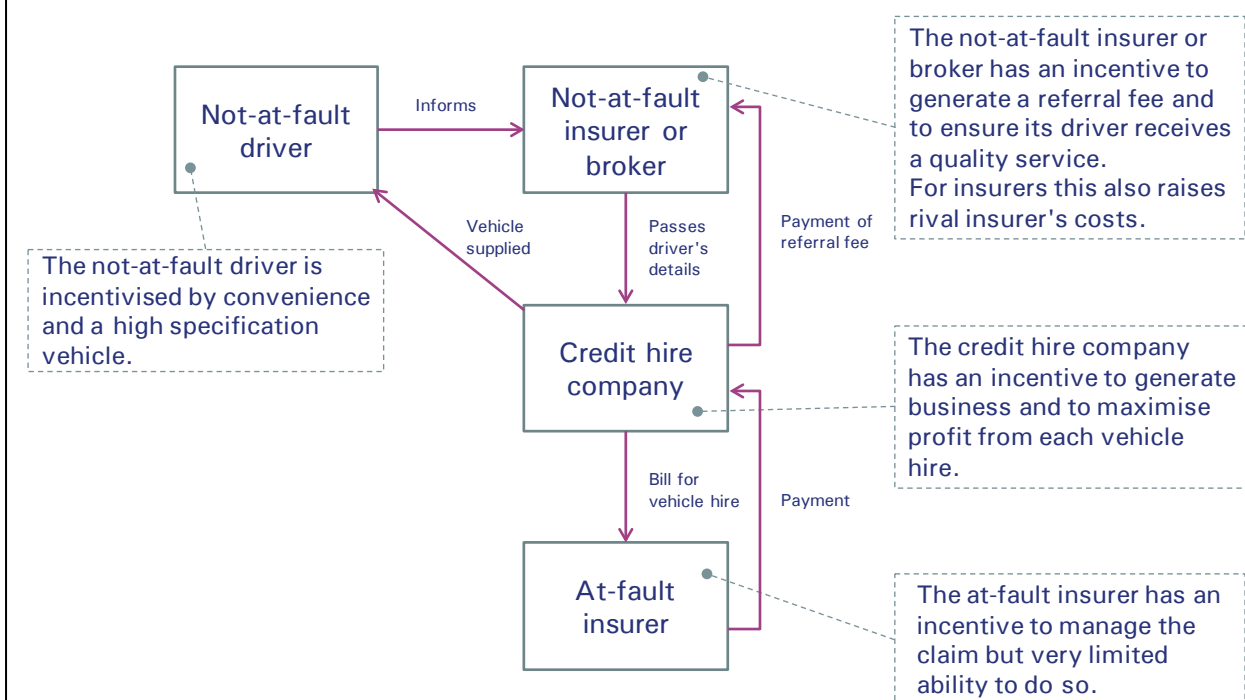 Not-at-fault
driver
Informs
Not-at-fault
insurer or
broker
The not-at-fault insurer or
broker has an incentive to
generate a referral fee and
to ensure its driver receives
a quality service.
For insurers this also raises
rival insurer's costs.
Vehicle
supplied
Passes
driver's
details
Payment of
referral fee
The not-at-fault driver is
incentivised by convenience
and a high specification
vehicle.
Credit hire
company
The credit hire company
has an incentive to generate
business and to maximise
profit from each vehicle
hire.
Bill for
vehicle hire
Payment
At-fault
insurer
The at-fault insurer has an
incentive to manage the
claim but very limited
ability to do so.